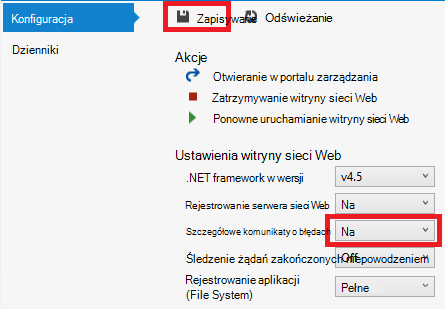 Konfiguracja
Dzienniki
Zapisywanie Odświeżanie
Akcje
Otwieranie w portalu zarządzania
Zatrzymywanie witryny sieci Web
Ponowne uruchamianie witryny sieci Web
Ustawienia witryny sieci Web
.NET framework w wersji v4.5
Rejestrowanie serwera sieci Web Na
Szczegółowe komunikaty o błędach Na
Śledzenie żądań zakończonych niepowodzeniem Off
Rejestrowanie aplikacji
(File System) Pełne